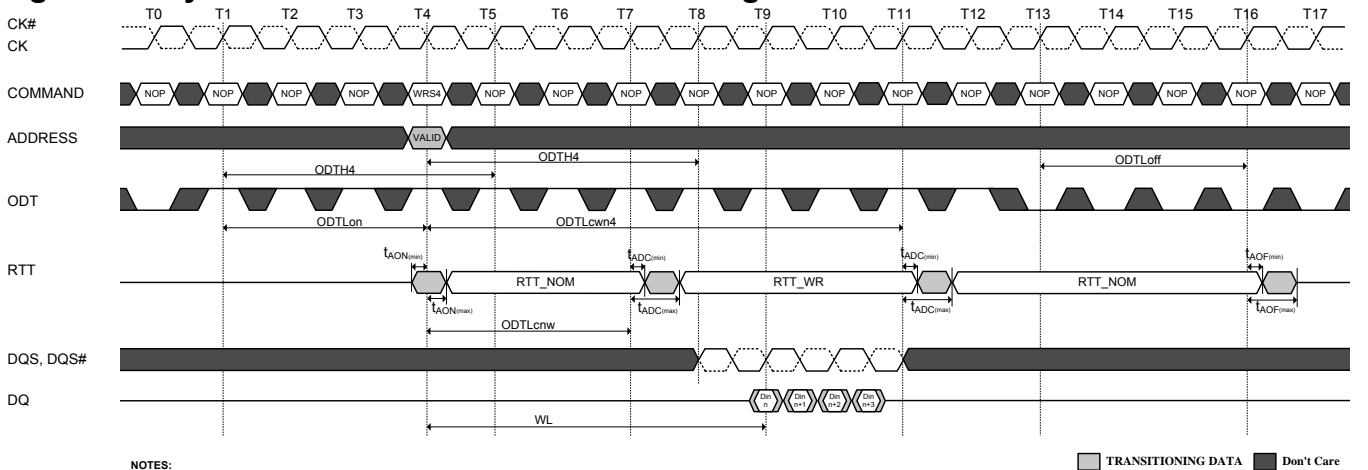 T0 T1 T2 T3 T4 T5 T6 T7 T8 T9 T10 T11 T12 T13 T14 T15 T16 T17
CK#
CK
COMMAND NOP NOP NOP NOP WRS4 NOP NOP NOP NOP NOP NOP NOP NOP NOP NOP NOP NOP NOP
ADDRESS VALID
ODTH4 ODTLoff
ODTH4
ODT
ODTLon ODTLcwn4
tAON(min) tADC(min) tADC(min) tAOF(min)
RTT RTT_NOM RTT_WR RTT_NOM
tAON(max) tADC(max) tADC(max) tAOF(max)
ODTLcnw
DQS, DQS#
DQ Din n Din n+1 Din n+2 Din n+3
WL
NOTES: TRANSITIONING DATA Don't Care